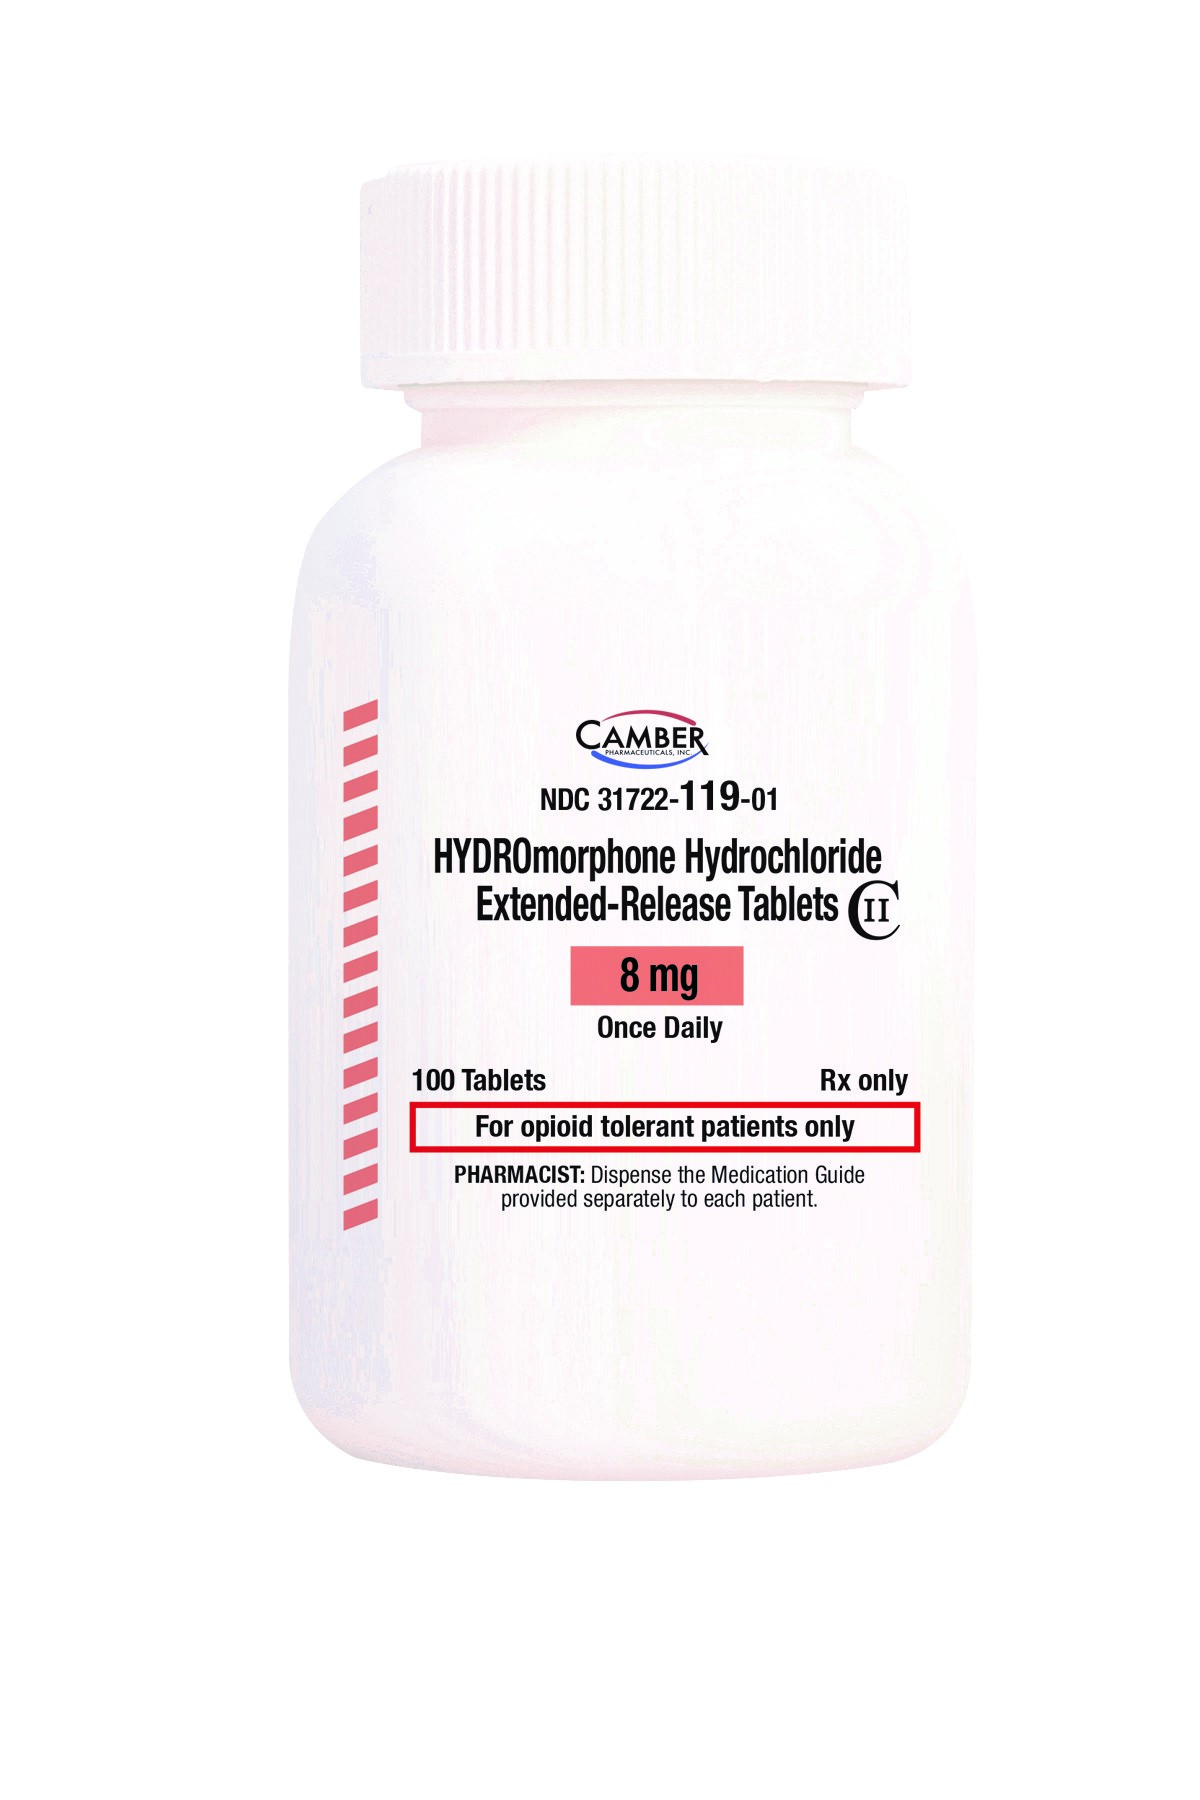 CAMBER
PHARMACEUTICALS, INC.
NDC 31722-119-01
HYDROmorphone Hydrochloride
Extended-Release Tablets CII
8 mg
Once Daily
100 Tablets Rx only
For opioid tolerant patients only
PHARMACIST: Dispense the Medication Guide
provided separately to each patient.